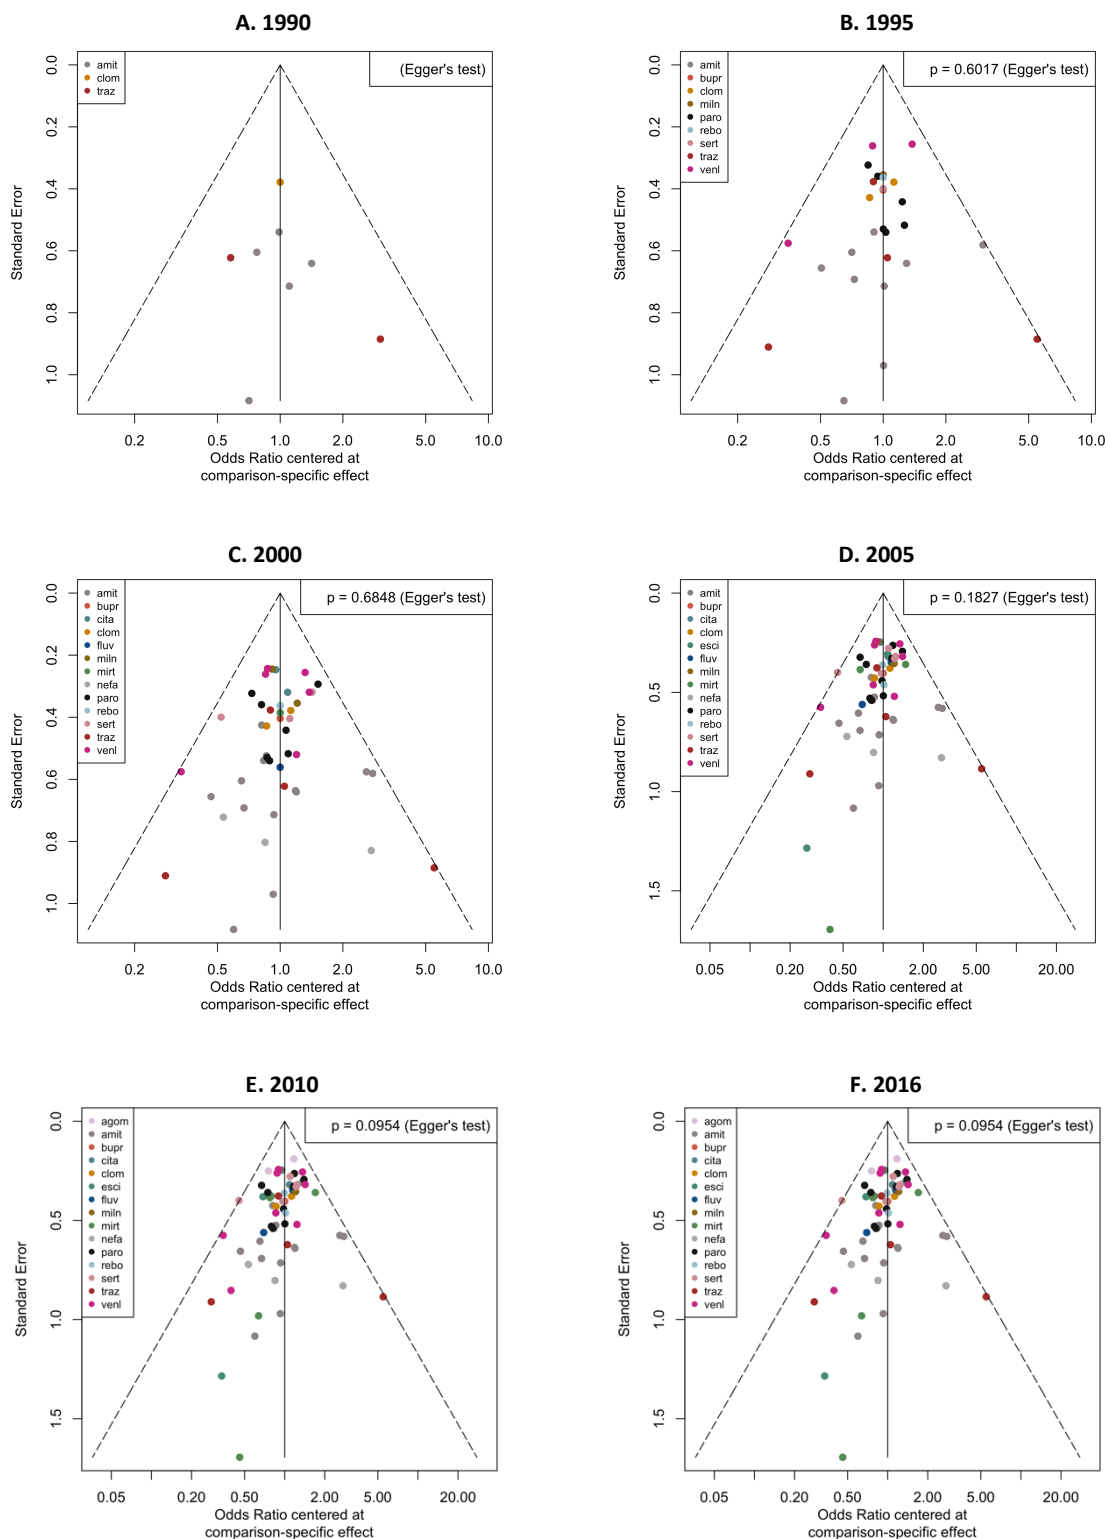 A. 1990
amit
clom
traz
(Egger's test)
0.0
0.2
0.4
0.6
0.8
1.0
Standard Error
0.2
0.5
1.0
2.0
5.0
10.0
Odds Ratio centered at
comparison-specific effect
B. 1995
amit
bupr
clom
miln
paro
rebo
sert
traz
venl
p = 0.6017 (Egger's test)
0.0
0.2
0.4
0.6
0.8
1.0
Standard Error
0.2
0.5
1.0
2.0
5.0
10.0
Odds Ratio centered at
comparison-specific effect
C. 2000
amit
bupr
cita
clom
fluv
miln
mirt
nefa
paro
rebo
sert
traz
venl
p = 0.6848 (Egger's test)
0.0
0.2
0.4
0.6
0.8
1.0
Standard Error
0.2
0.5
1.0
2.0
5.0
10.0
Odds Ratio centered at
comparison-specific effect
D. 2005
amit
bupr
cita
clom
esci
fluv
miln
mirt
nefa
paro
rebo
sert
traz
venl
p = 0.1827 (Egger's test)
0.0
0.5
1.0
1.5
Standard Error
0.05
0.20
0.50
2.00
5.00
20.00
Odds Ratio centered at
comparison-specific effect
E. 2010
agom
amit
bupr
cita
clom
esci
fluv
miln
mirt
nefa
paro
rebo
sert
traz
venl
p = 0.0954 (Egger's test)
0.0
0.5
1.0
1.5
Standard Error
0.05
0.20
0.50
2.00
5.00
20.00
Odds Ratio centered at
comparison-specific effect
F. 2016
agom
amit
bupr
cita
clom
esci
fluv
miln
mirt
nefa
paro
rebo
sert
traz
venl
p = 0.0954 (Egger's test)
0.0
0.5
1.0
1.5
Standard Error
0.05
0.20
0.50
2.00
5.00
20.00
Odds Ratio centered at
comparison-specific effect